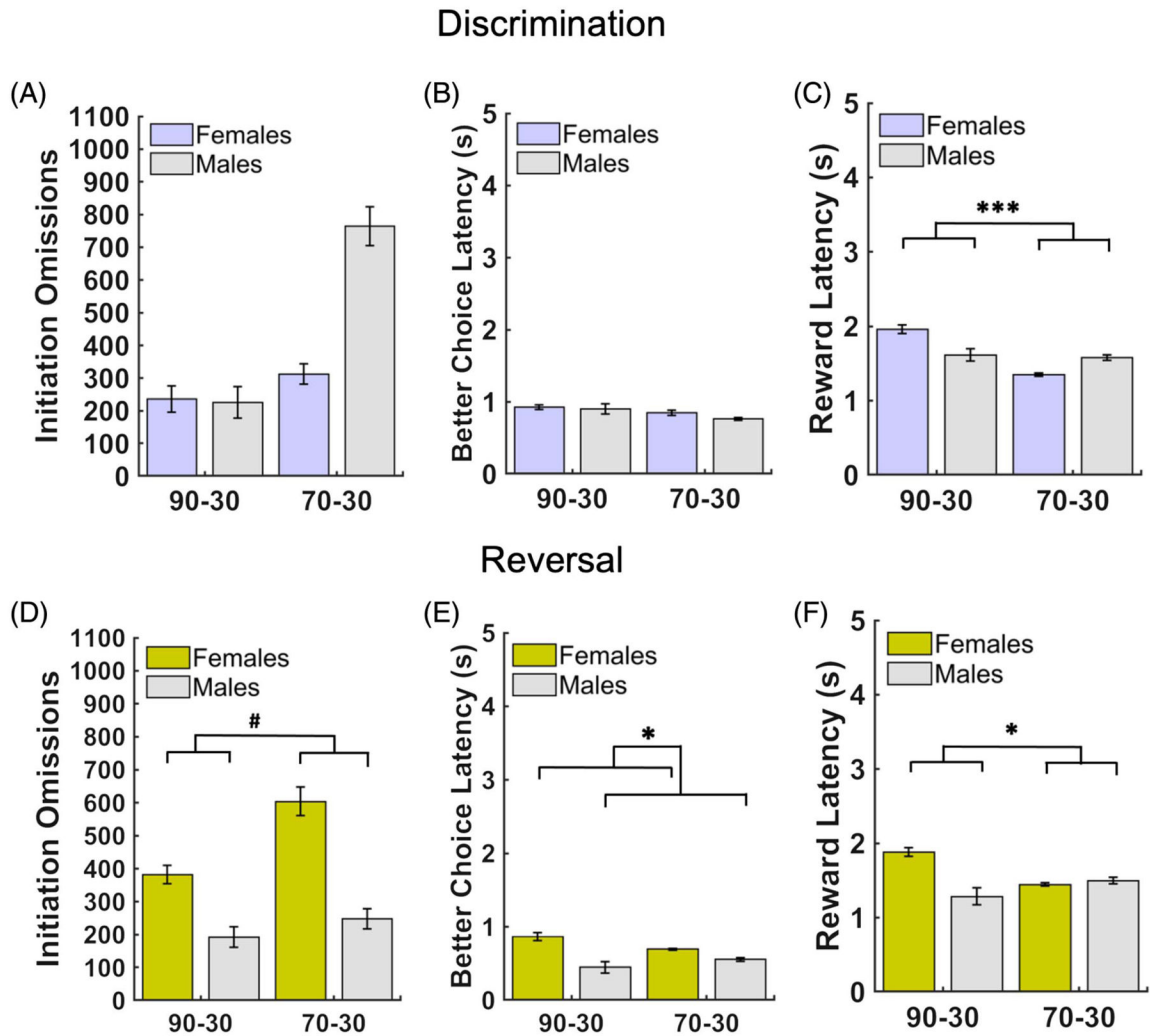 Discrimination
(A)
Initiation Omissions
1100
1000
900
800
700
600
500
400
300
200
100
0
Females
Males
90-30
70-30
(B)
Better Choice Latency (s)
5
4
3
2
1
0
Females
Males
90-30
70-30
(C)
Reward Latency (s)
5
4
3
2
1
0
Females
Males
***
90-30
70-30
Reversal
(D)
Initiation Omissions
1100
1000
900
800
700
600
500
400
300
200
100
0
Females
Males
#
90-30
70-30
(E)
Better Choice Latency (s)
5
4
3
2
1
0
Females
Males
*
90-30
70-30
(F)
Reward Latency (s)
5
4
3
2
1
0
Females
Males
*
90-30
70-30